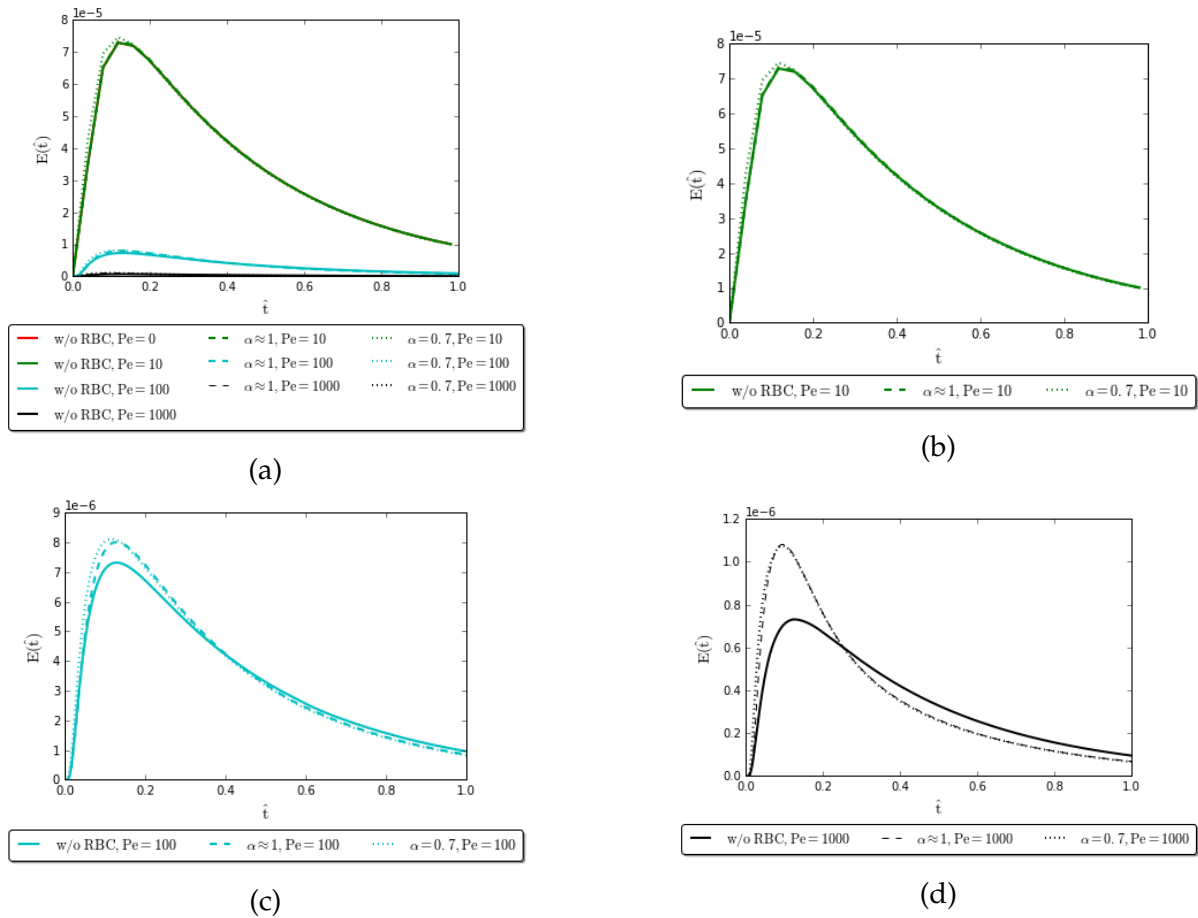 1e-5
8
7
6
5
4
3
2
1
0
E(t̂)
0.0 0.2 0.4 0.6 0.8 1.0
t̂
w/o RBC, Pe = 0 α ≈ 1, Pe = 10 α = 0.7, Pe = 10
w/o RBC, Pe = 10 α ≈ 1, Pe = 100 α = 0.7, Pe = 100
w/o RBC, Pe = 100 α ≈ 1, Pe = 1000 α = 0.7, Pe = 1000
w/o RBC, Pe = 1000
(a)
1e-5
8
7
6
5
4
3
2
1
0
E(t̂)
0.0 0.2 0.4 0.6 0.8 1.0
t̂
w/o RBC, Pe = 10 α ≈ 1, Pe = 10 α = 0.7, Pe = 10
(b)
1e-6
9
8
7
6
5
4
3
2
1
0
E(t̂)
0.0 0.2 0.4 0.6 0.8 1.0
t̂
w/o RBC, Pe = 100 α ≈ 1, Pe = 100 α = 0.7, Pe = 100
(c)
1e-6
1.2
1.0
0.8
0.6
0.4
0.2
0.0
E(t̂)
0.0 0.2 0.4 0.6 0.8 1.0
t̂
w/o RBC, Pe = 1000 α ≈ 1, Pe = 1000 α = 0.7, Pe = 1000
(d)